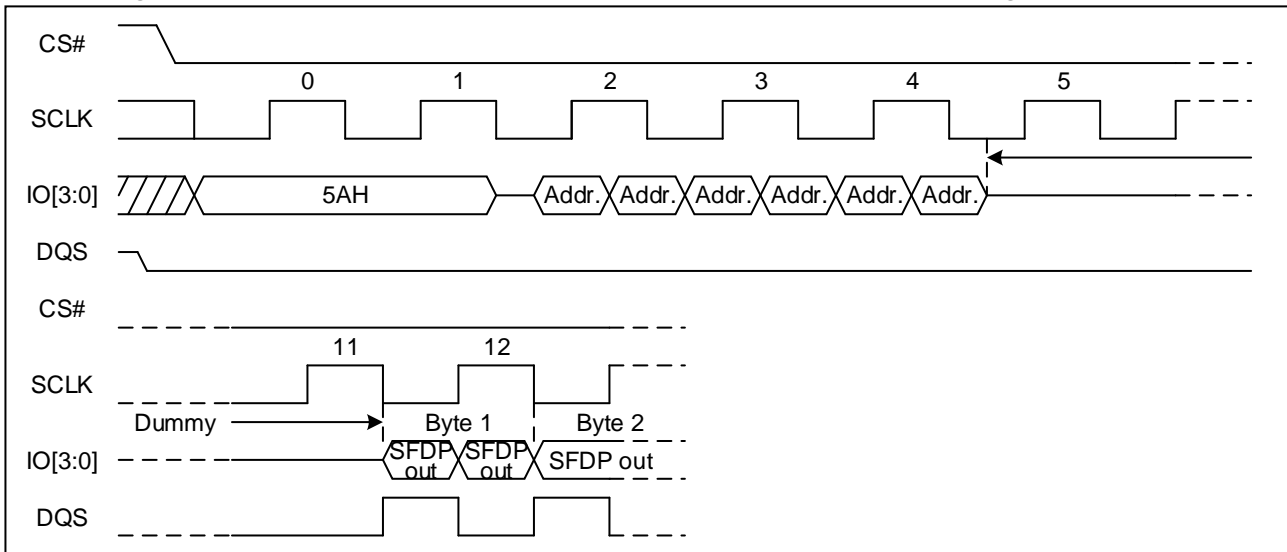 CS#
0 1 2 3 4 5
SCLK
IO[3:0] 5AH Addr. Addr. Addr. Addr. Addr. Addr.
DQS
CS#
11 12
SCLK
Dummy Byte 1 Byte 2
IO[3:0] SFDP out SFDP out SFDP out
DQS